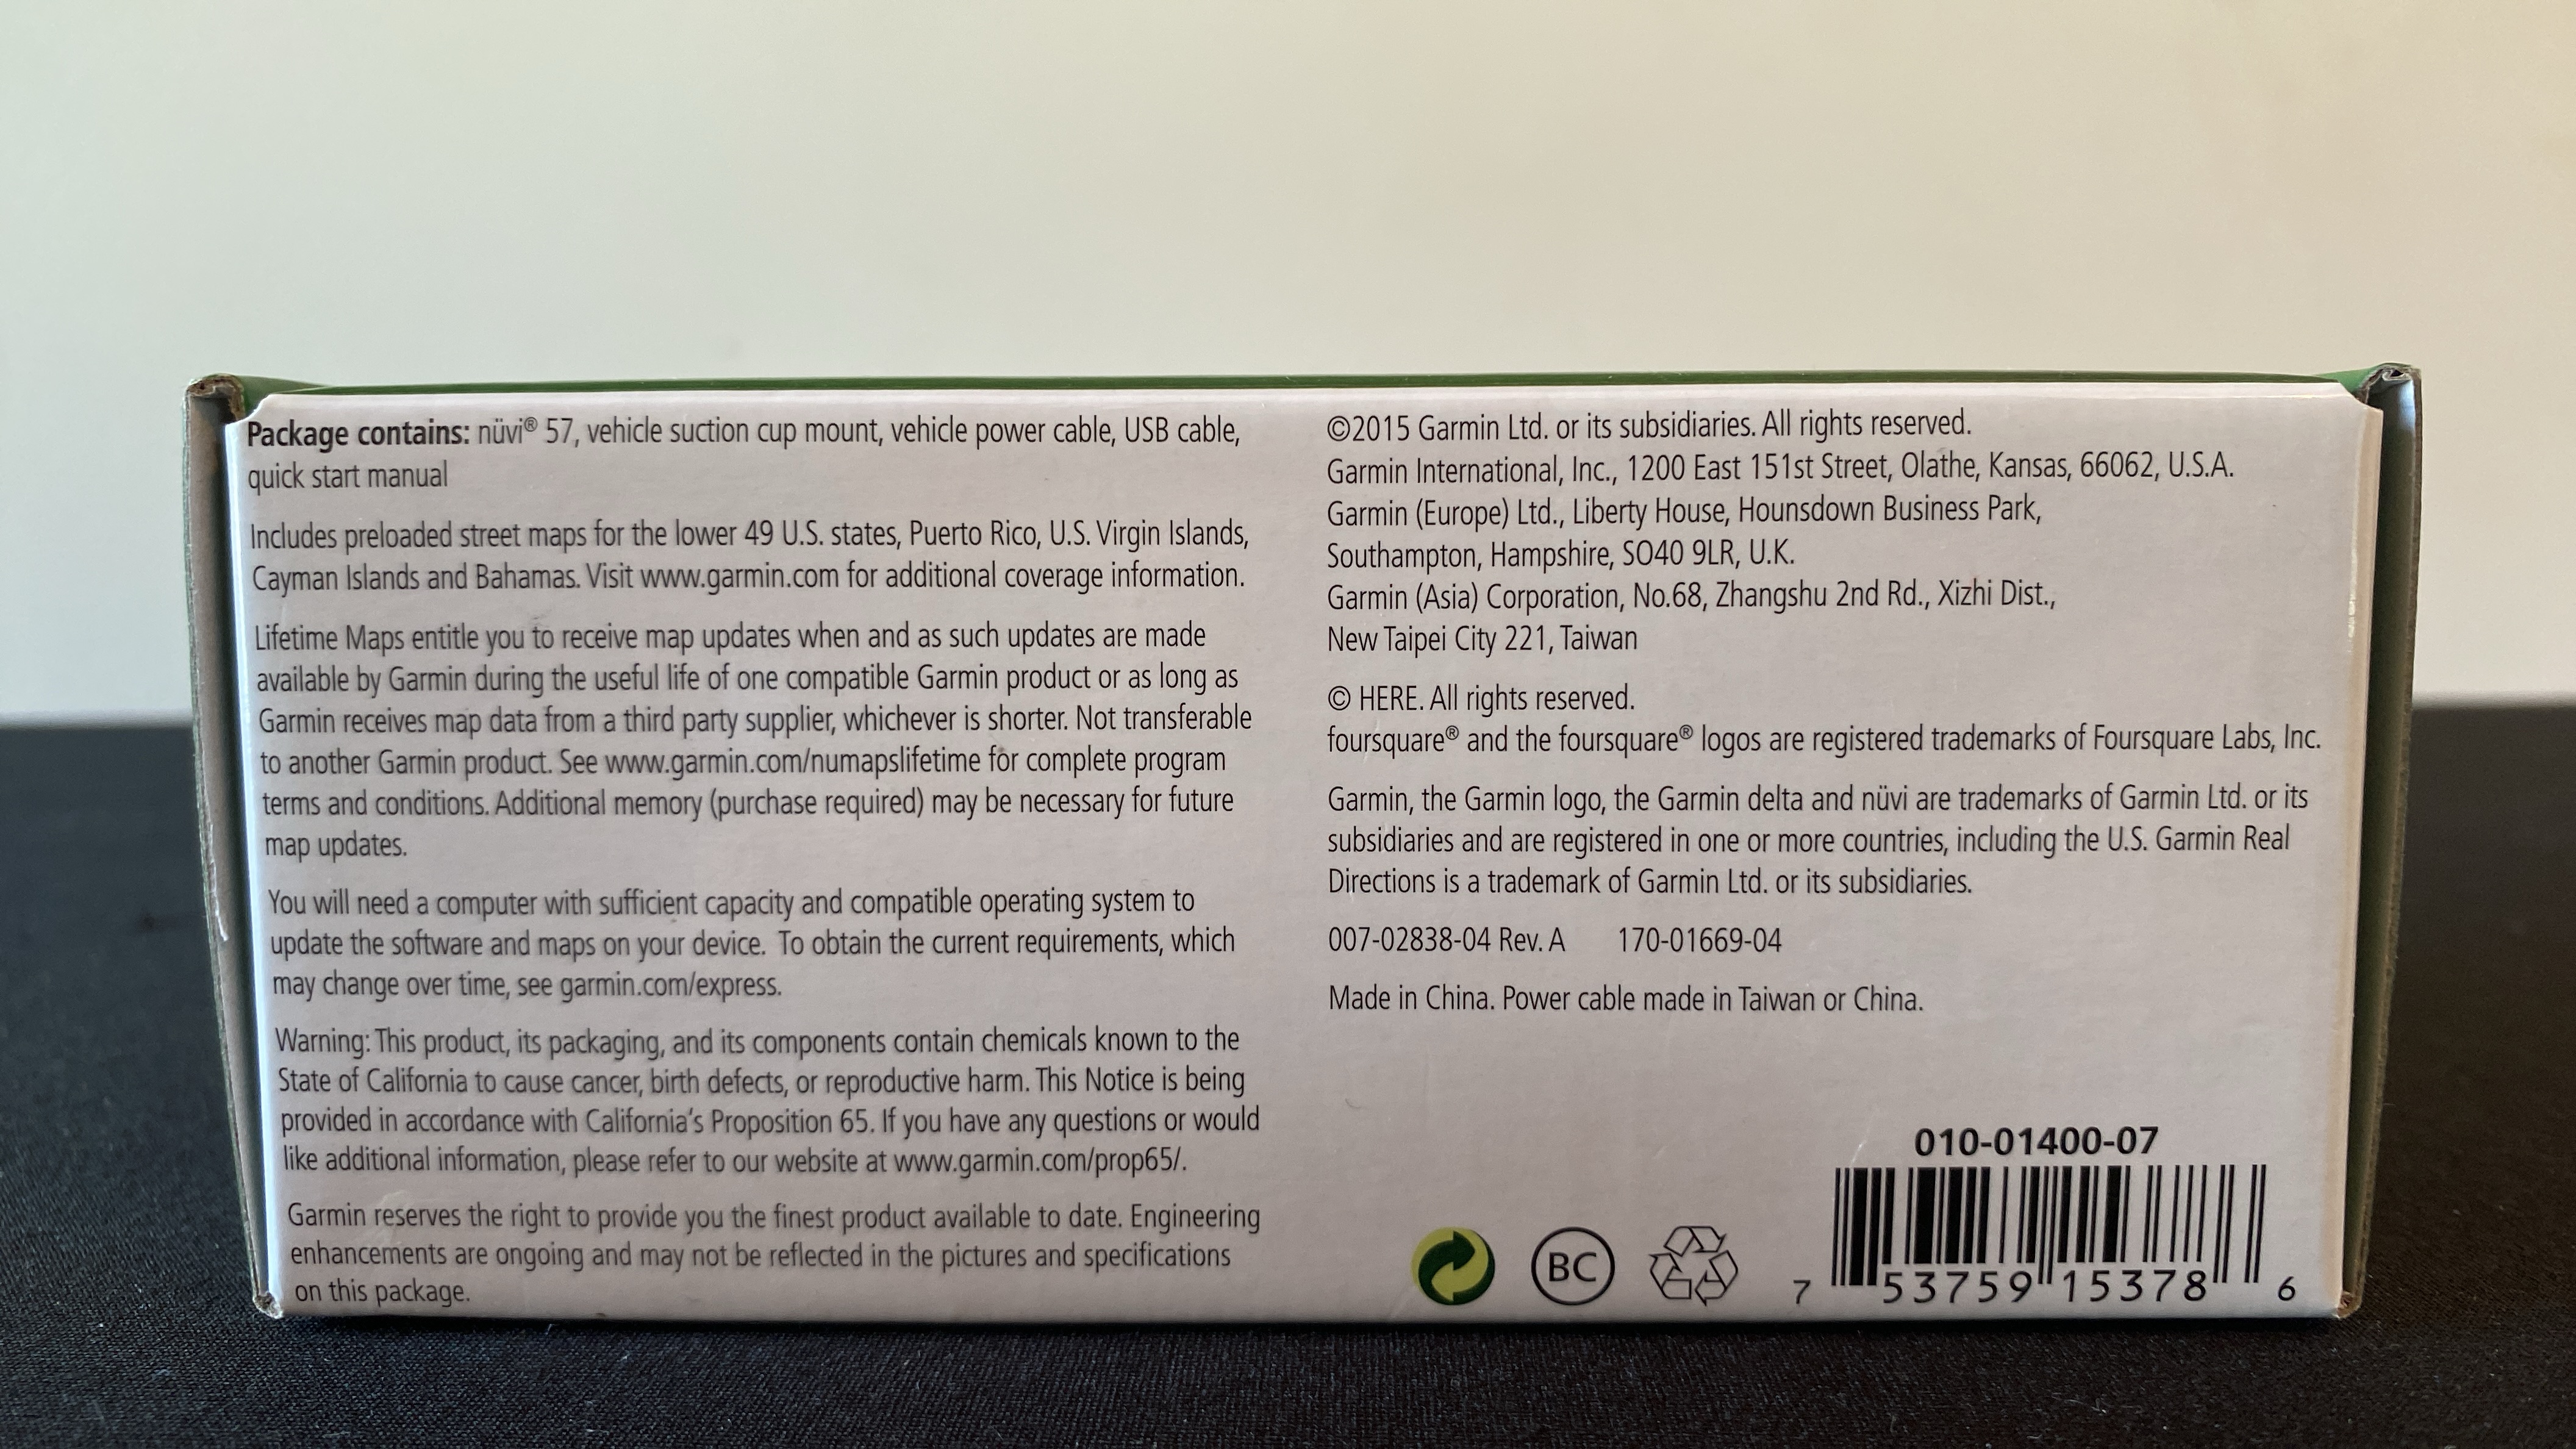 Package contains: nüvi® 57, vehicle suction cup mount, vehicle power cable, USB cable,
quick start manual
Includes preloaded street maps for the lower 49 U.S. states, Puerto Rico, U.S. Virgin Islands,
Cayman Islands and Bahamas. Visit www.garmin.com for additional coverage information.
Lifetime Maps entitle you to receive map updates when and as such updates are made
available by Garmin during the useful life of one compatible Garmin product or as long as
Garmin receives map data from a third party supplier, whichever is shorter. Not transferable
to another Garmin product. See www.garmin.com/numapslifetime for complete program
terms and conditions. Additional memory (purchase required) may be necessary for future
map updates.
You will need a computer with sufficient capacity and compatible operating system to
update the software and maps on your device. To obtain the current requirements, which
may change over time, see garmin.com/express.
Warning: This product, its packaging, and its components contain chemicals known to the
State of California to cause cancer, birth defects, or reproductive harm. This Notice is being
provided in accordance with California's Proposition 65. If you have any questions or would
like additional information, please refer to our website at www.garmin.com/prop65/.
Garmin reserves the right to provide you the finest product available to date. Engineering
enhancements are ongoing and may not be reflected in the pictures and specifications
on this package.
©2015 Garmin Ltd. or its subsidiaries. All rights reserved.
Garmin International, Inc., 1200 East 151st Street, Olathe, Kansas, 66062, U.S.A.
Garmin (Europe) Ltd., Liberty House, Hounsdown Business Park,
Southampton, Hampshire, SO40 9LR, U.K.
Garmin (Asia) Corporation, No.68, Zhangshu 2nd Rd., Xizhi Dist.,
New Taipei City 221, Taiwan
© HERE. All rights reserved.
foursquare® and the foursquare® logos are registered trademarks of Foursquare Labs, Inc.
Garmin, the Garmin logo, the Garmin delta and nüvi are trademarks of Garmin Ltd. or its
subsidiaries and are registered in one or more countries, including the U.S. Garmin Real
Directions is a trademark of Garmin Ltd. or its subsidiaries.
007-02838-04 Rev. A 170-01669-04
Made in China. Power cable made in Taiwan or China.
010-01400-07
BC
7 53759 15378 6